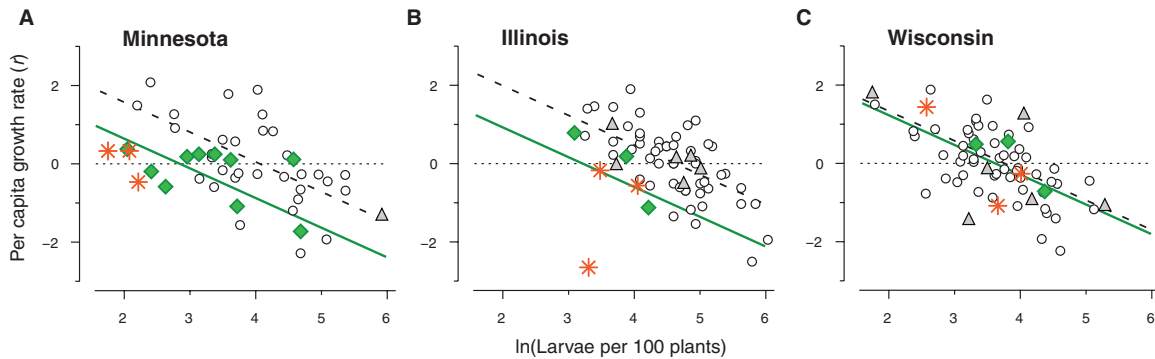 A
Minnesota
B
Illinois
C
Wisconsin
Per capita growth rate (r)
2
0
−2
2
0
−2
2
0
−2
2 3 4 5 6
2 3 4 5 6
2 3 4 5 6
ln(Larvae per 100 plants)